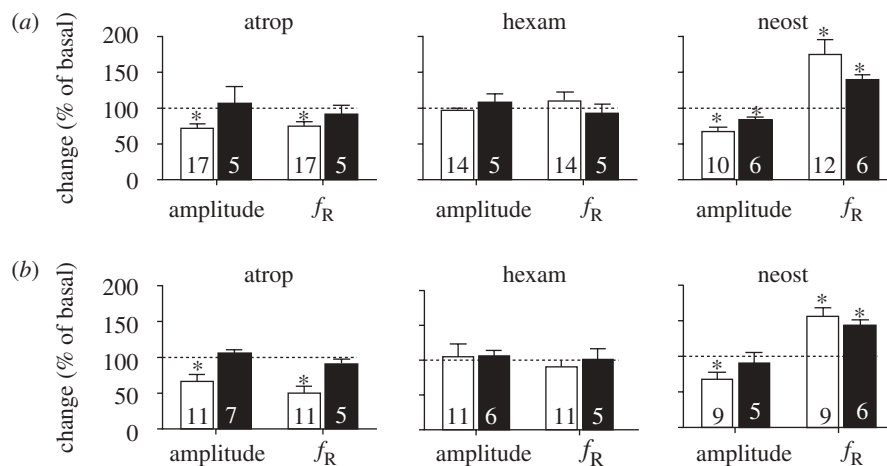 (a)
atrop
hexam
neost
change (% of basal)
200
150
100
50
0
* * * * * *
17 5 17 5
14 5 14 5
10 6 12 6
amplitude fR
amplitude fR
amplitude fR
(b)
atrop
hexam
neost
change (% of basal)
200
150
100
50
0
* * * * *
11 7 11 5
11 6 11 5
9 5 9 6
amplitude fR
amplitude fR
amplitude fR